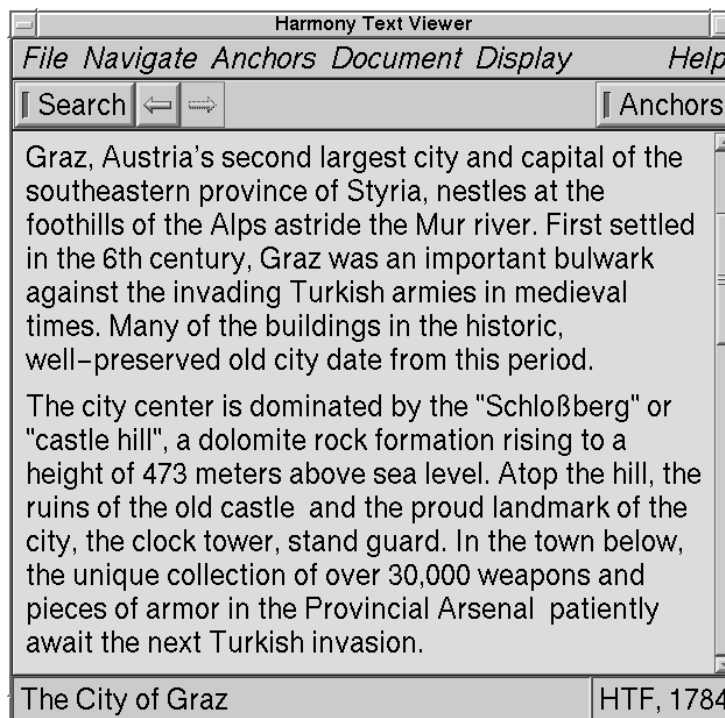 Harmony Text Viewer
File Navigate Anchors Document Display Help
Search Anchors
Graz, Austria's second largest city and capital of the
southeastern province of Styria, nestles at the
foothills of the Alps astride the Mur river. First settled
in the 6th century, Graz was an important bulwark
against the invading Turkish armies in medieval
times. Many of the buildings in the historic,
well-preserved old city date from this period.
The city center is dominated by the "Schloßberg" or
"castle hill", a dolomite rock formation rising to a
height of 473 meters above sea level. Atop the hill, the
ruins of the old castle and the proud landmark of the
city, the clock tower, stand guard. In the town below,
the unique collection of over 30,000 weapons and
pieces of armor in the Provincial Arsenal patiently
await the next Turkish invasion.
The City of Graz HTF, 1784